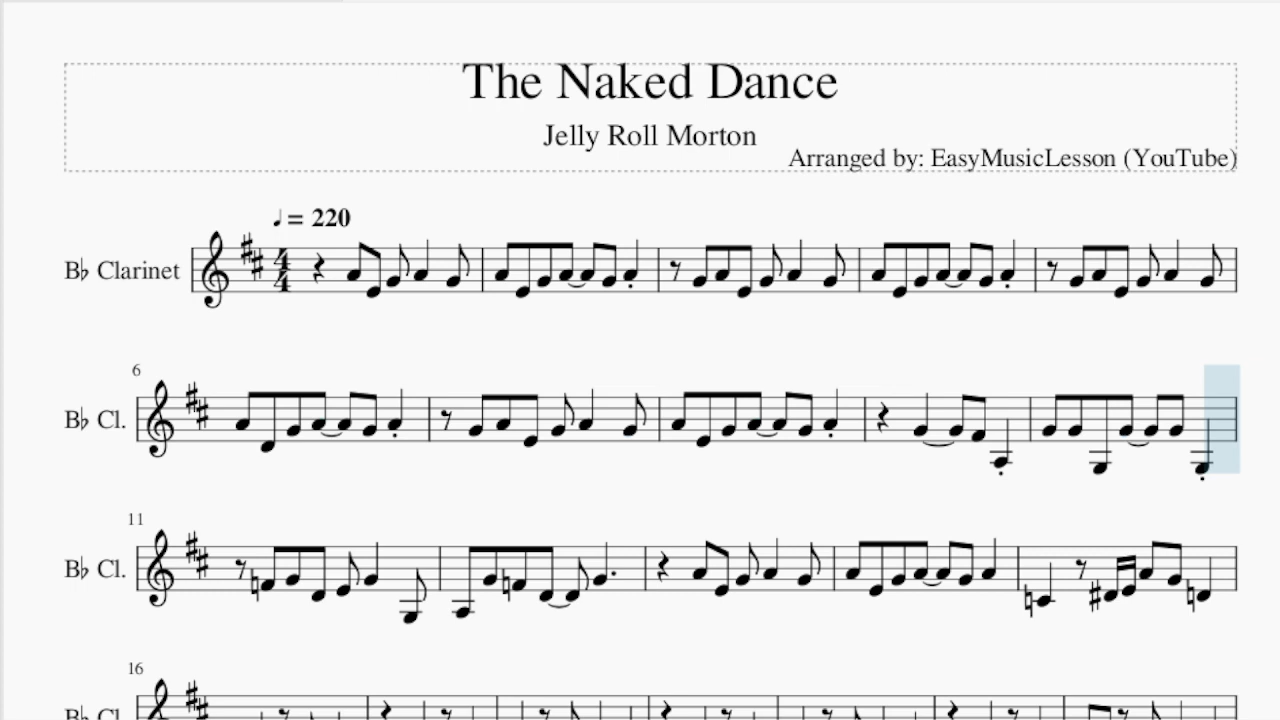 The Naked Dance
Jelly Roll Morton
Arranged by: EasyMusicLesson (YouTube)
♩ = 220
B♭ Clarinet
4
4
6
B♭ Cl.
11
B♭ Cl.
16
B♭ Cl.